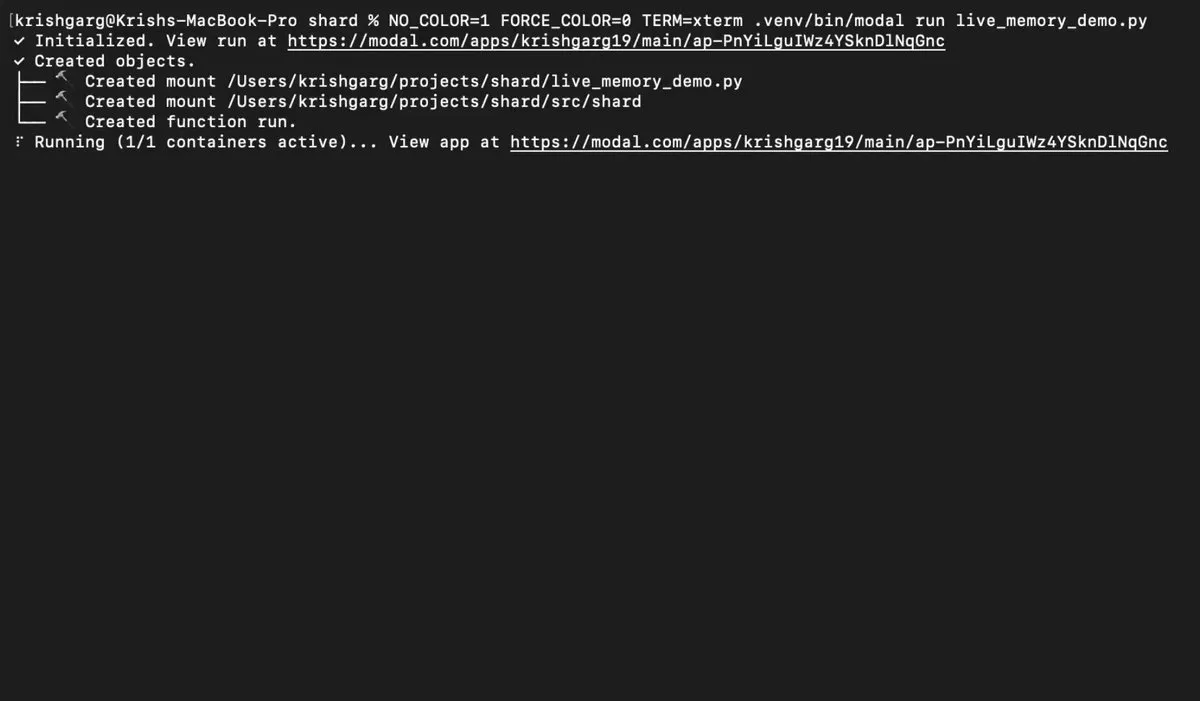 [krishgarg@Krishs-MacBook-Pro shard % NO_COLOR=1 FORCE_COLOR=0 TERM=xterm .venv/bin/modal run live_memory_demo.py
✓ Initialized. View run at https://modal.com/apps/krishgarg19/main/ap-PnYiLguIWz4YSknDlNqGnc
✓ Created objects.
├── 🔨 Created mount /Users/krishgarg/projects/shard/live_memory_demo.py
├── 🔨 Created mount /Users/krishgarg/projects/shard/src/shard
└── 🔨 Created function run.
⠏ Running (1/1 containers active)... View app at https://modal.com/apps/krishgarg19/main/ap-PnYiLguIWz4YSknDlNqGnc